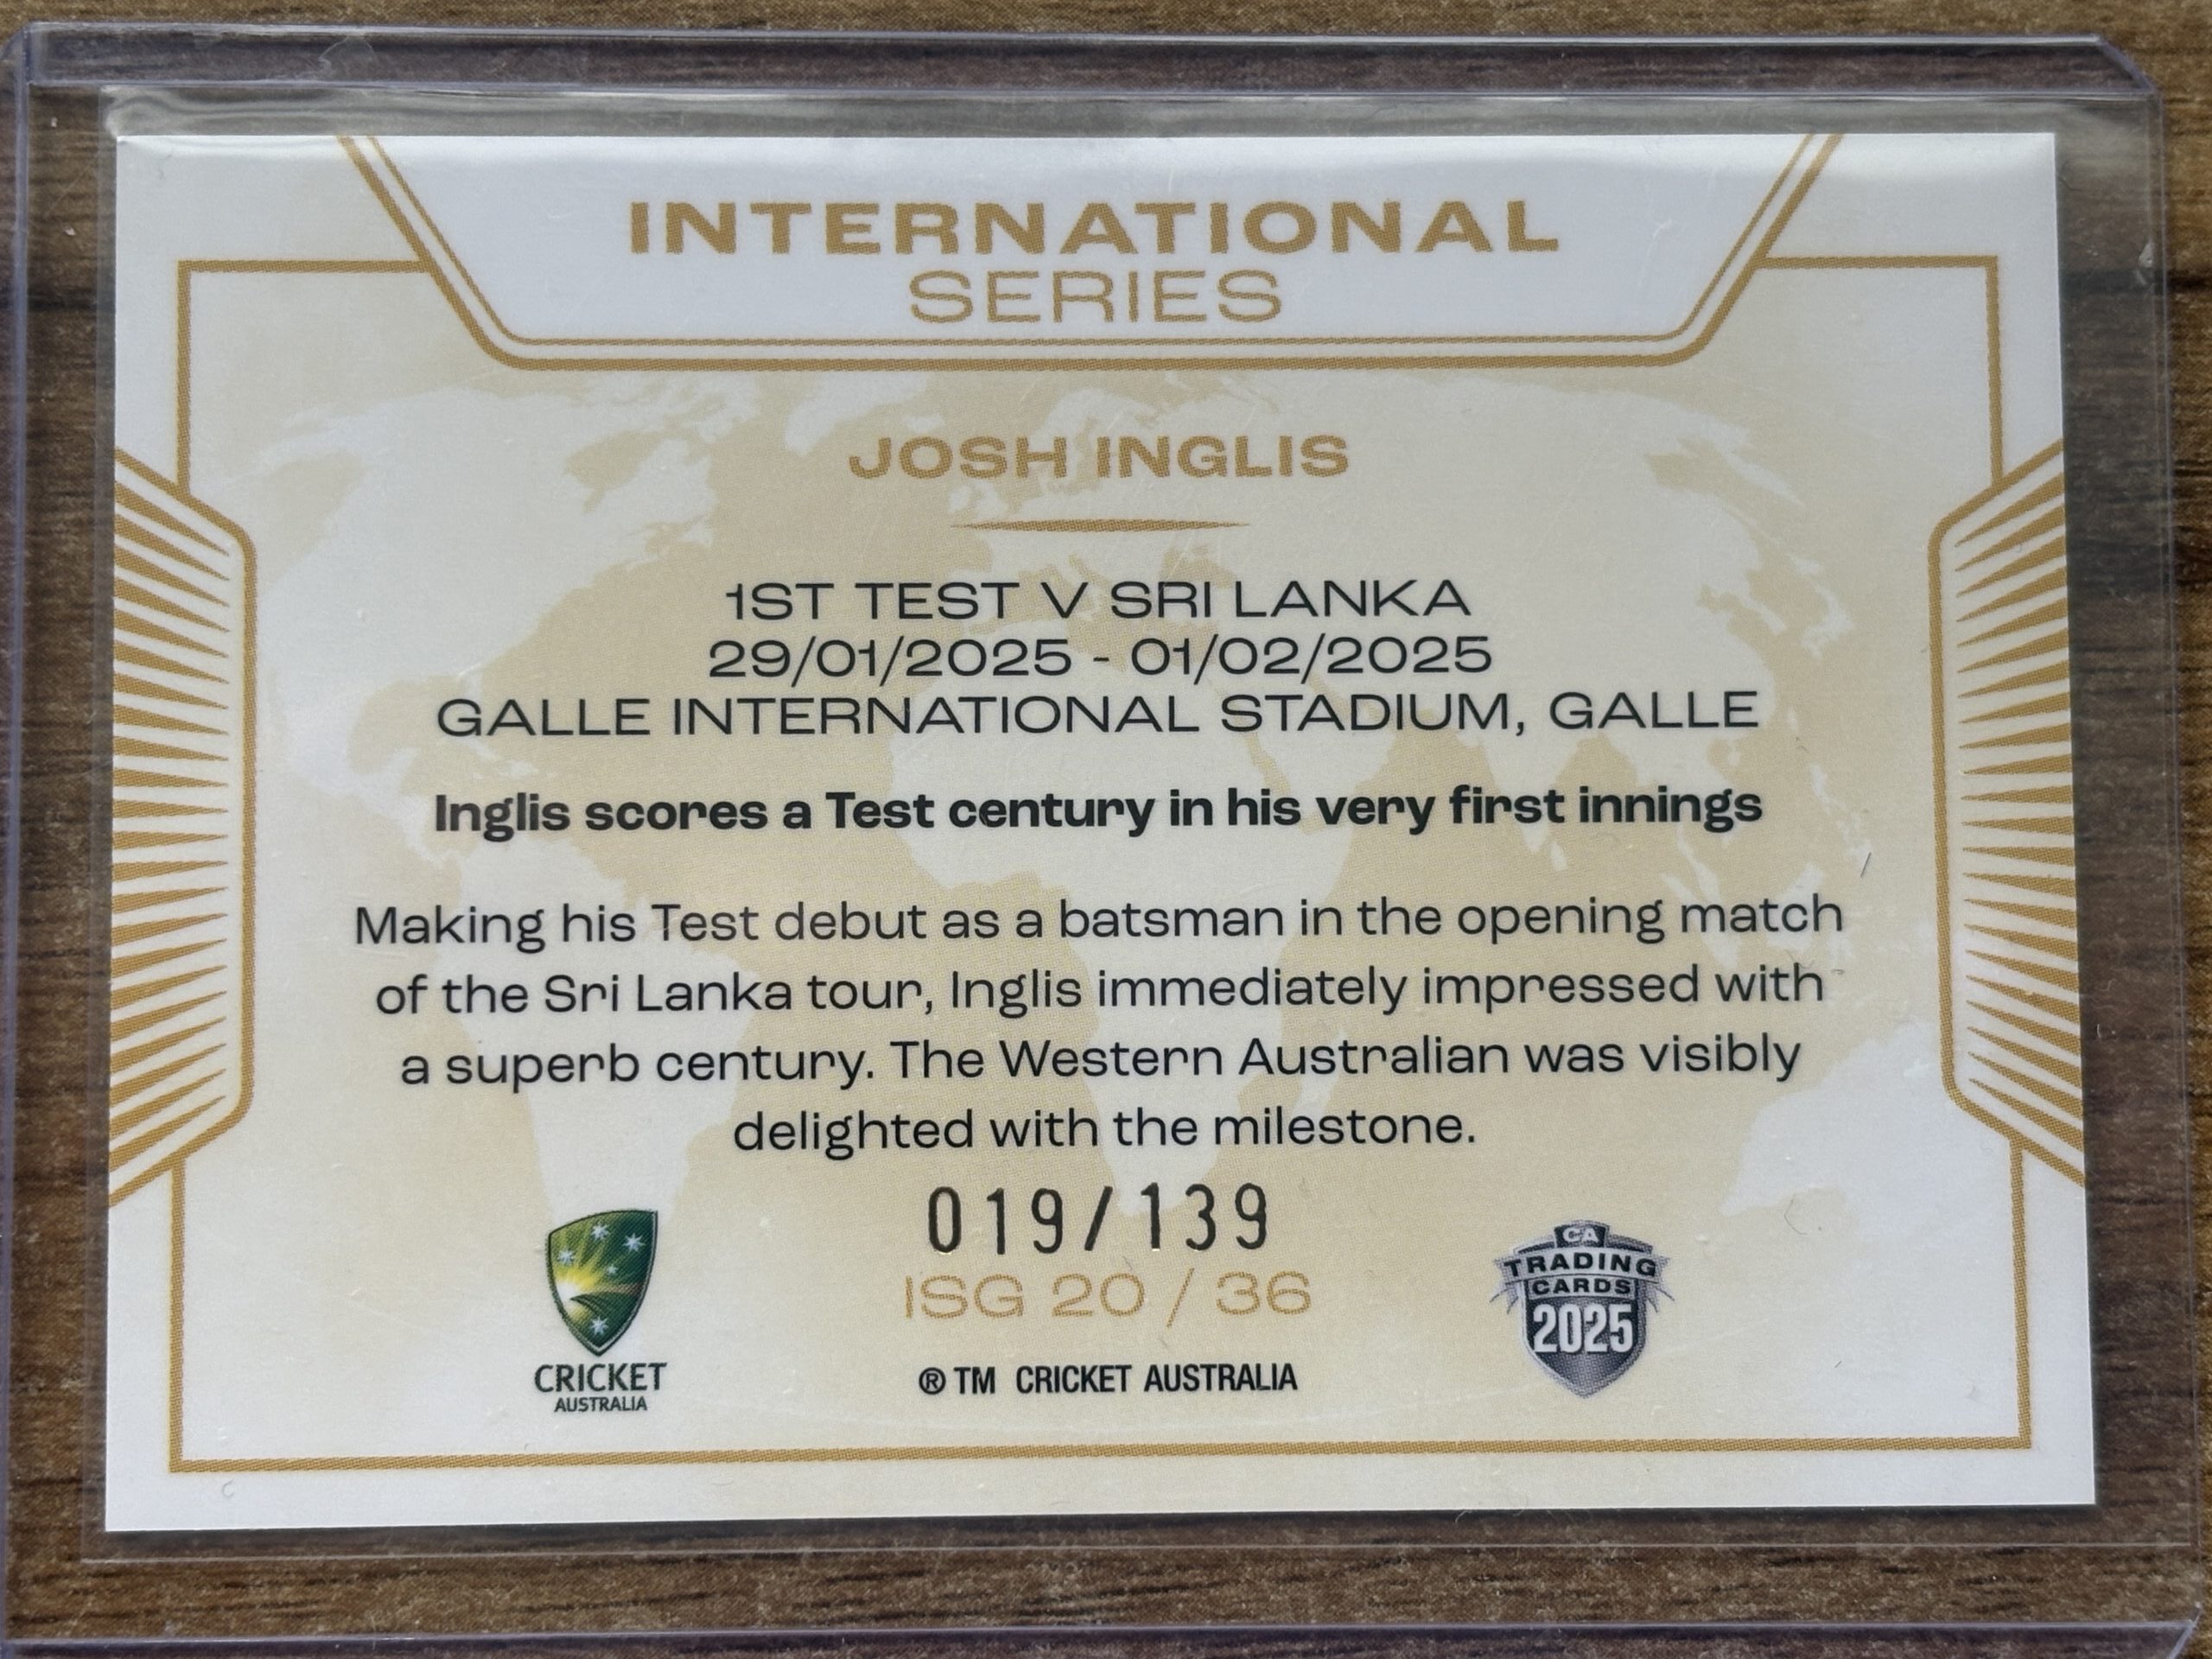 INTERNATIONAL
SERIES
JOSH INGLIS
1ST TEST V SRI LANKA
29/01/2025 - 01/02/2025
GALLE INTERNATIONAL STADIUM, GALLE
Inglis scores a Test century in his very first innings
Making his Test debut as a batsman in the opening match
of the Sri Lanka tour, Inglis immediately impressed with
a superb century. The Western Australian was visibly
delighted with the milestone.
019/139
ISG 20 / 36
® TM CRICKET AUSTRALIA
CRICKET
AUSTRALIA
CA
TRADING
CARDS
2025